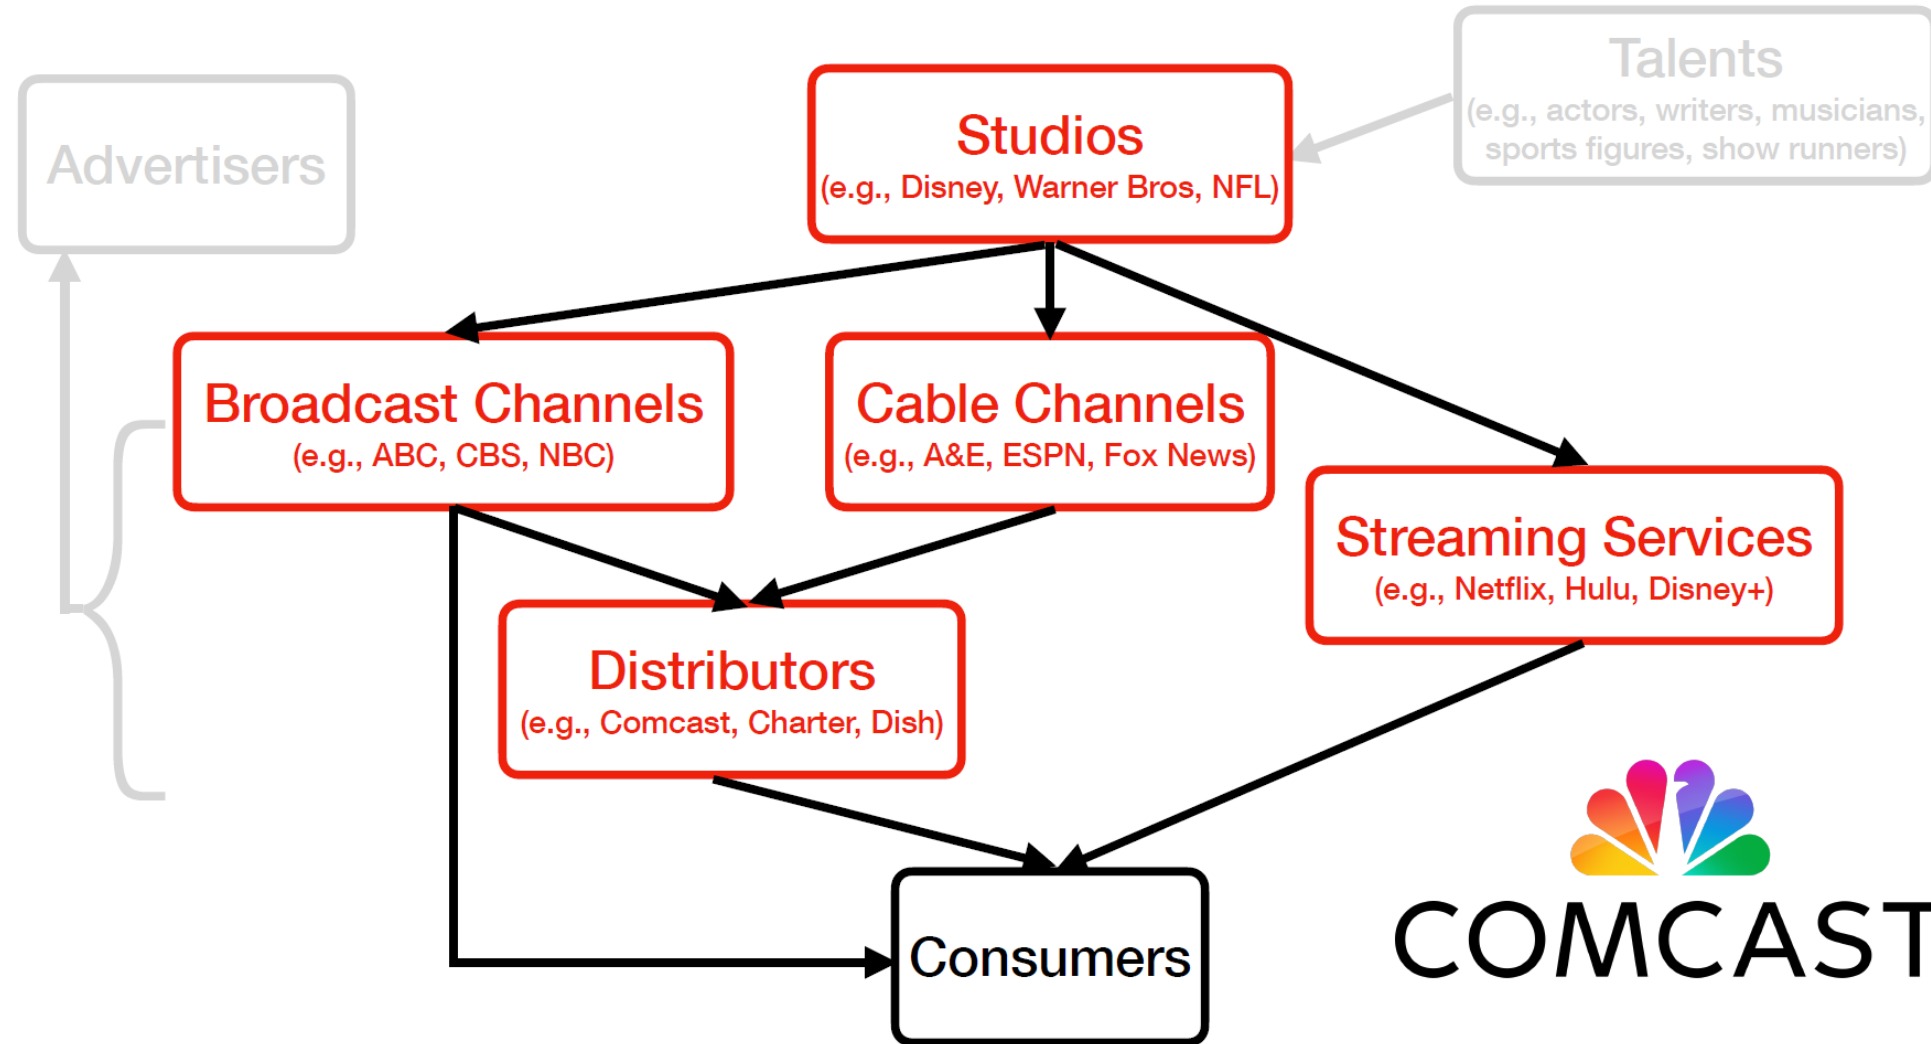 Advertisers
Studios
(e.g., Disney, Warner Bros, NFL)
Talents
(e.g., actors, writers, musicians,
sports figures, show runners)
Broadcast Channels
(e.g., ABC, CBS, NBC)
Cable Channels
(e.g., A&E, ESPN, Fox News)
Streaming Services
(e.g., Netflix, Hulu, Disney+)
Distributors
(e.g., Comcast, Charter, Dish)
Consumers
COMCAST